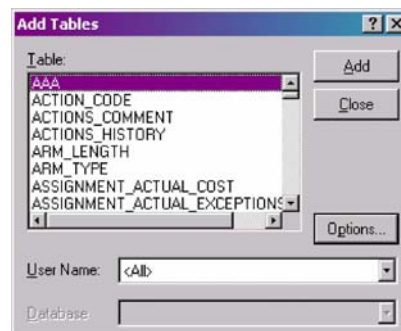 Add Tables
Table:
Add
AAA
ACTION_CODE
Close
ACTIONS_COMMENT
ACTIONS_HISTORY
ARM_LENGTH
ARM_TYPE
ASSIGNMENT_ACTUAL_COST
ASSIGNMENT_ACTUAL_EXCEPTIONS
Options...
User Name: <All>
Database